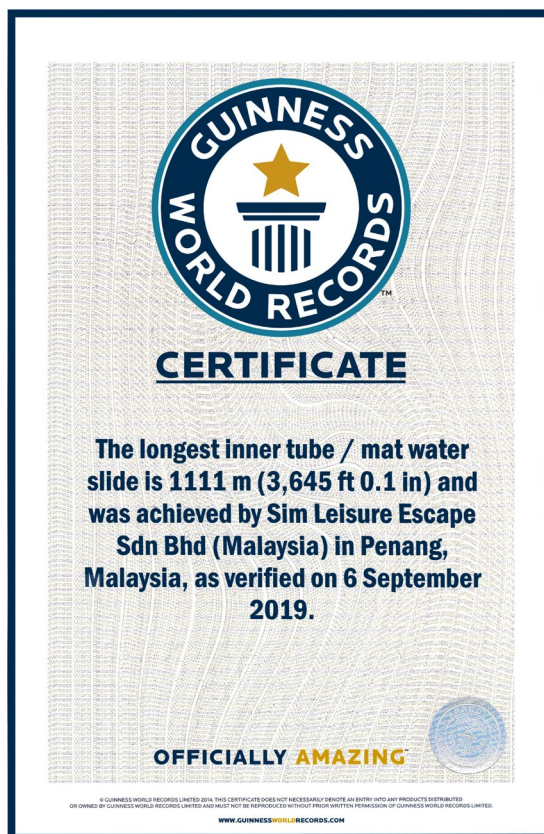 GUINNESS
WORLD RECORDS
™
CERTIFICATE
The longest inner tube / mat water
slide is 1111 m (3,645 ft 0.1 in) and
was achieved by Sim Leisure Escape
Sdn Bhd (Malaysia) in Penang,
Malaysia, as verified on 6 September
2019.
OFFICIALLY AMAZING™
© GUINNESS WORLD RECORDS LIMITED 2014. THIS CERTIFICATE DOES NOT NECESSARILY DENOTE AN ENTRY INTO ANY PRODUCTS DISTRIBUTED
OR OWNED BY GUINNESS WORLD RECORDS LIMITED AND MUST NOT BE REPRODUCED WITHOUT PRIOR WRITTEN PERMISSION OF GUINNESS WORLD RECORDS LIMITED.
WWW.GUINNESSWORLDRECORDS.COM